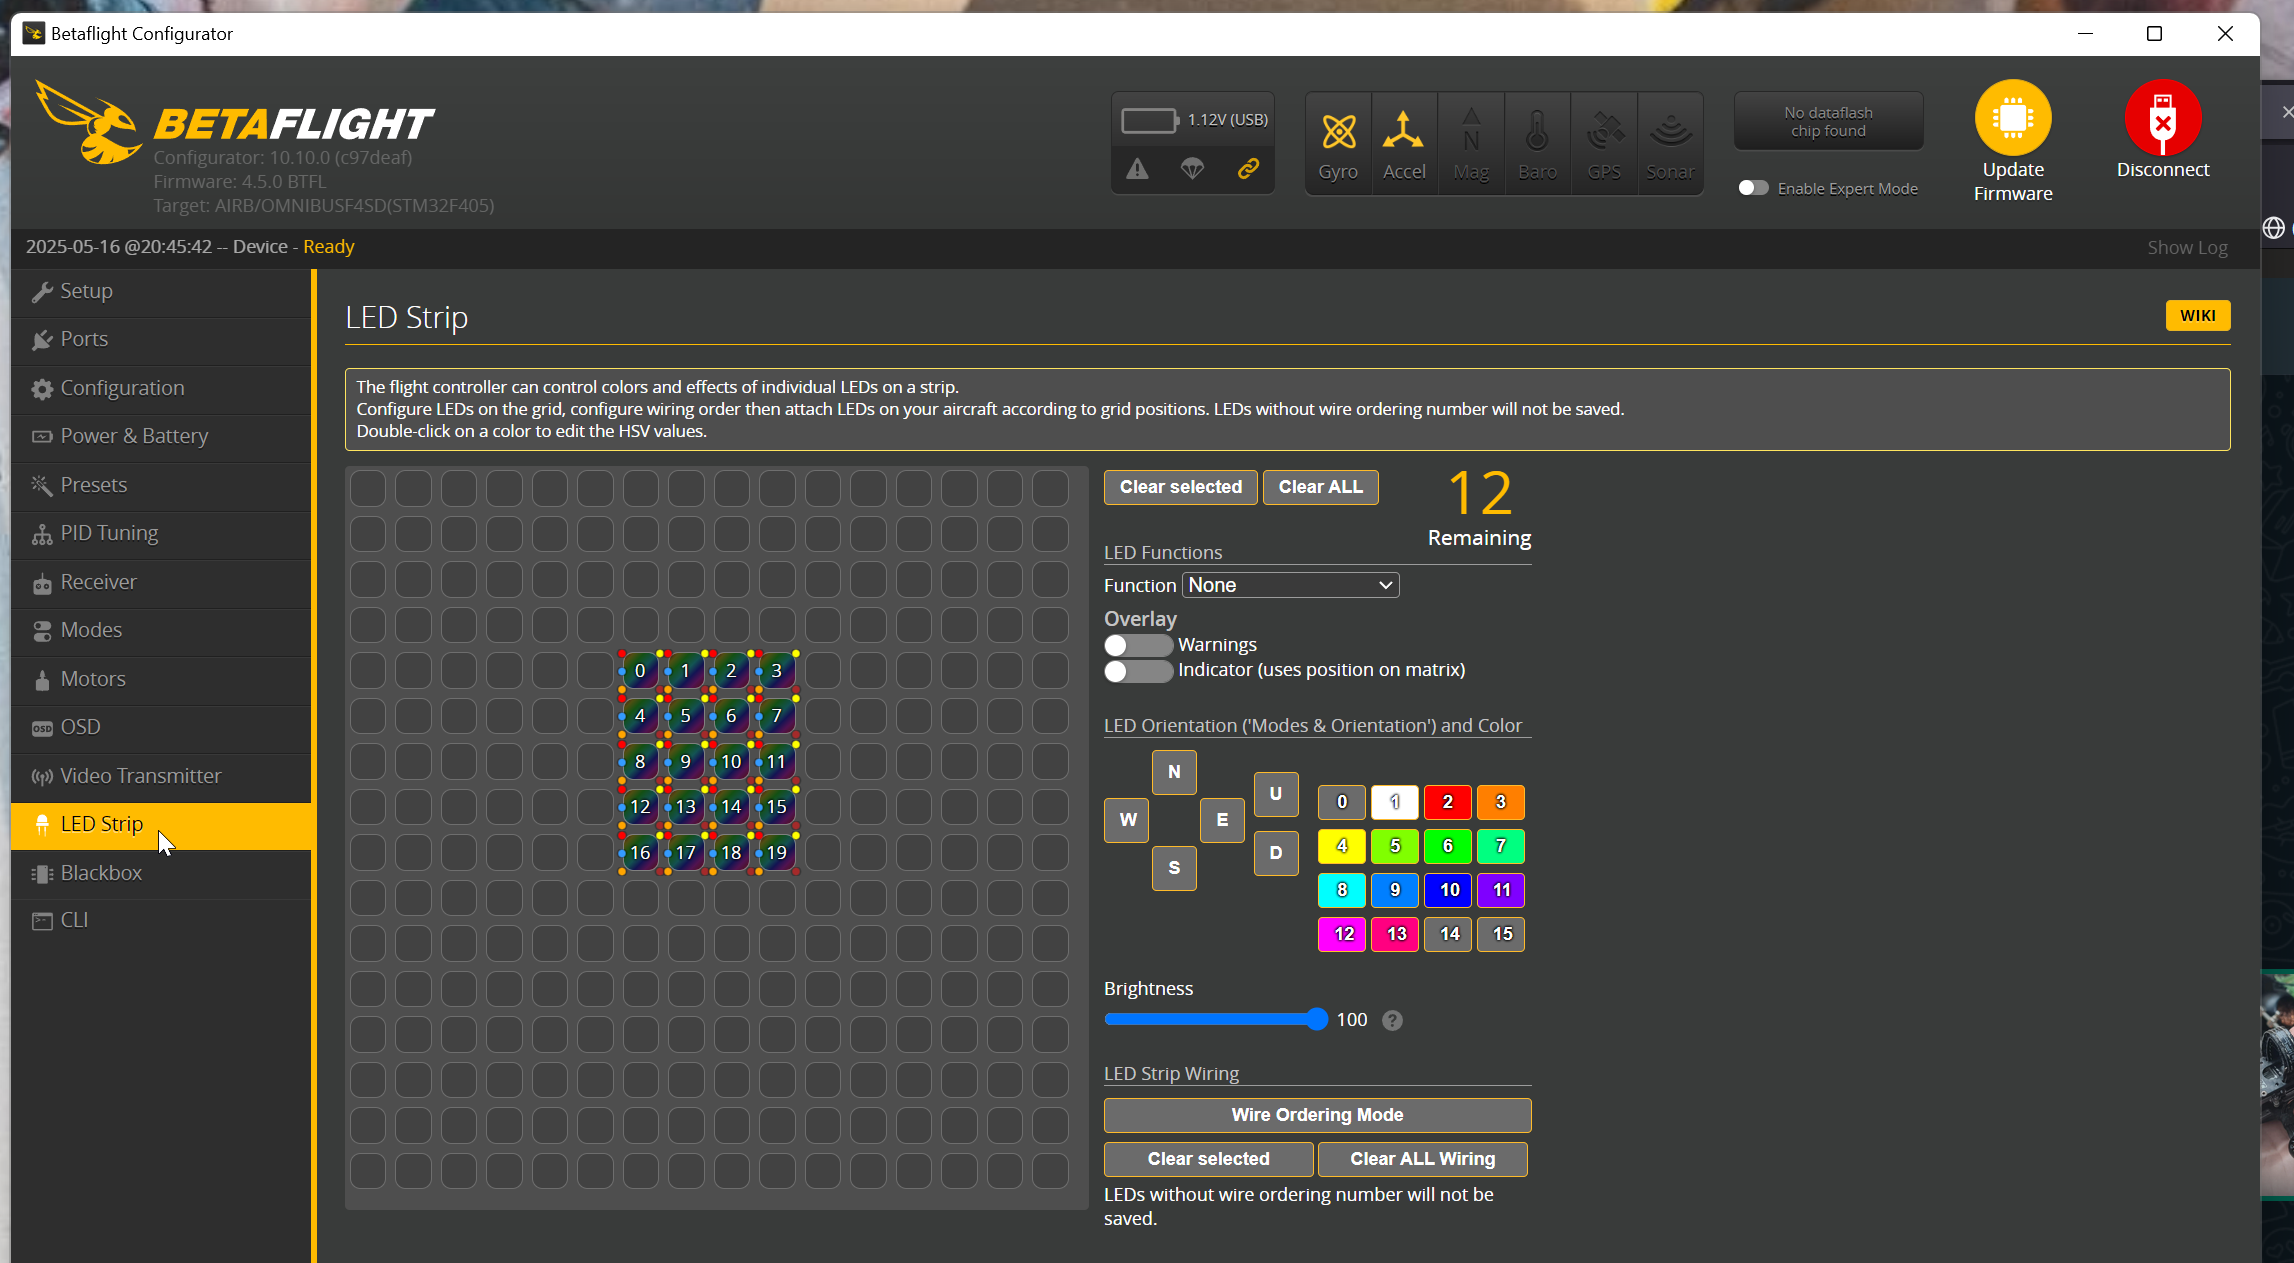 Betaflight Configurator
BETAFLIGHT
Configurator: 10.10.0 (c97deaf)
Firmware: 4.5.0 BTFL
Target: AIRB/OMNIBUSF4SD(STM32F405)
1.12V (USB)
N
Gyro
Accel
Mag
Baro
GPS
Sonar
No dataflash
chip found
Enable Expert Mode
Update
Firmware
Disconnect
2025-05-16 @20:45:42 -- Device - Ready
Show Log
Setup
Ports
Configuration
Power & Battery
Presets
PID Tuning
Receiver
Modes
Motors
OSD OSD
Video Transmitter
LED Strip
Blackbox
CLI
LED Strip
WIKI
The flight controller can control colors and effects of individual LEDs on a strip.
Configure LEDs on the grid, configure wiring order then attach LEDs on your aircraft according to grid positions. LEDs without wire ordering number will not be saved.
Double-click on a color to edit the HSV values.
0 1 2 3
4 5 6 7
8 9 10 11
12 13 14 15
16 17 18 19
Clear selected
Clear ALL
12
Remaining
LED Functions
Function None
Overlay
Warnings
Indicator (uses position on matrix)
LED Orientation ('Modes & Orientation') and Color
N
W
E
S
U
D
0 1 2 3
4 5 6 7
8 9 10 11
12 13 14 15
Brightness
100 ?
LED Strip Wiring
Wire Ordering Mode
Clear selected
Clear ALL Wiring
LEDs without wire ordering number will not be
saved.